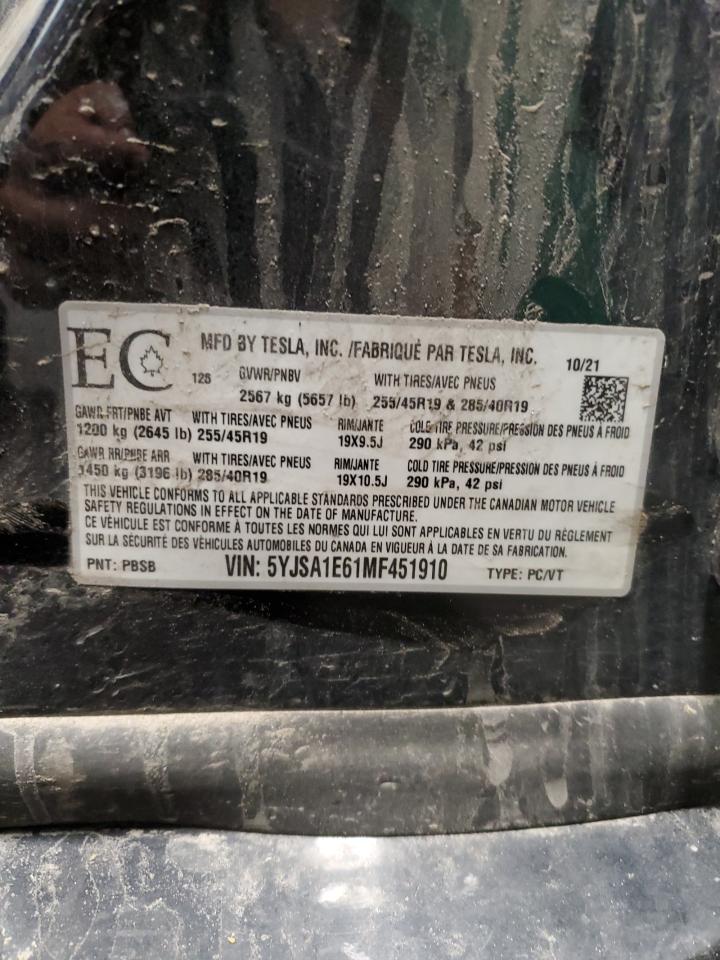 EC
MFD BY TESLA, INC. /FABRIQUÉ PAR TESLA, INC.
10/21
125 GVWR/PNBV WITH TIRES/AVEC PNEUS
2567 kg (5657 lb) 255/45R19 & 285/40R19
GAWR FRT/PNBE AVT WITH TIRES/AVEC PNEUS RIM/JANTE COLD TIRE PRESSURE/PRESSION DES PNEUS À FROID
1200 kg (2645 lb) 255/45R19 19X9.5J 290 kPa, 42 psi
GAWR RR/PNBE ARR WITH TIRES/AVEC PNEUS RIM/JANTE COLD TIRE PRESSURE/PRESSION DES PNEUS À FROID
1450 kg (3196 lb) 285/40R19 19X10.5J 290 kPa, 42 psi
THIS VEHICLE CONFORMS TO ALL APPLICABLE STANDARDS PRESCRIBED UNDER THE CANADIAN MOTOR VEHICLE
SAFETY REGULATIONS IN EFFECT ON THE DATE OF MANUFACTURE.
CE VÉHICULE EST CONFORME À TOUTES LES NORMES QUI LUI SONT APPLICABLES EN VERTU DU RÈGLEMENT
SUR LA SÉCURITÉ DES VÉHICULES AUTOMOBILES DU CANADA EN VIGUEUR À LA DATE DE SA FABRICATION.
PNT: PBSB VIN: 5YJSA1E61MF451910 TYPE: PC/VT